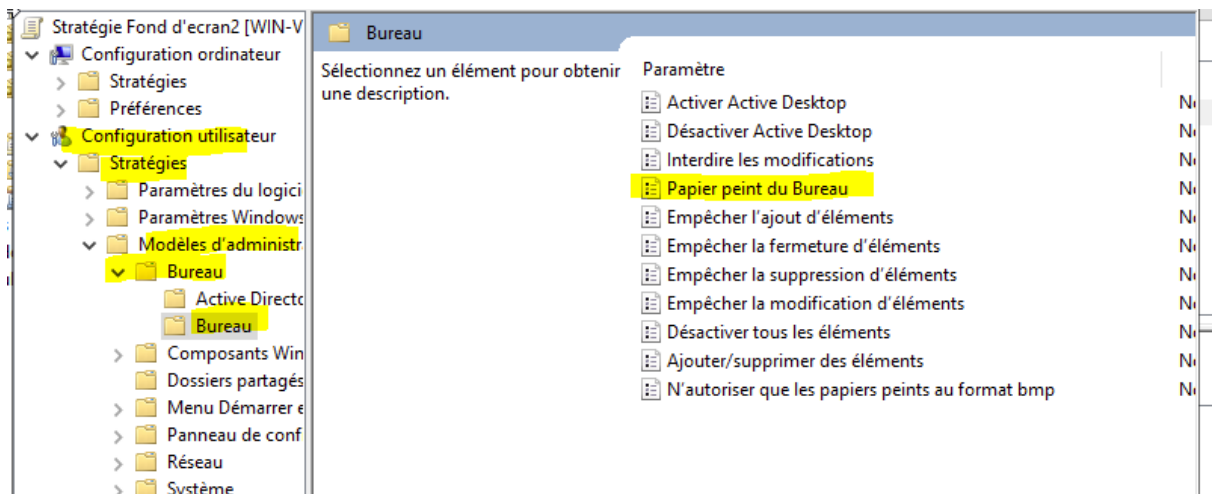 Stratégie Fond d'ecran2 [WIN-V
Configuration ordinateur
Stratégies
Préférences
Configuration utilisateur
Stratégies
Paramètres du logici
Paramètres Windows
Modèles d'administr
Bureau
Active Directo
Bureau
Composants Win
Dossiers partagés
Menu Démarrer e
Panneau de conf
Réseau
Système
Bureau
Sélectionnez un élément pour obtenir
une description.
Paramètre
Activer Active Desktop
Désactiver Active Desktop
Interdire les modifications
Papier peint du Bureau
Empêcher l'ajout d'éléments
Empêcher la fermeture d'éléments
Empêcher la suppression d'éléments
Empêcher la modification d'éléments
Désactiver tous les éléments
Ajouter/supprimer des éléments
N'autoriser que les papiers peints au format bmp